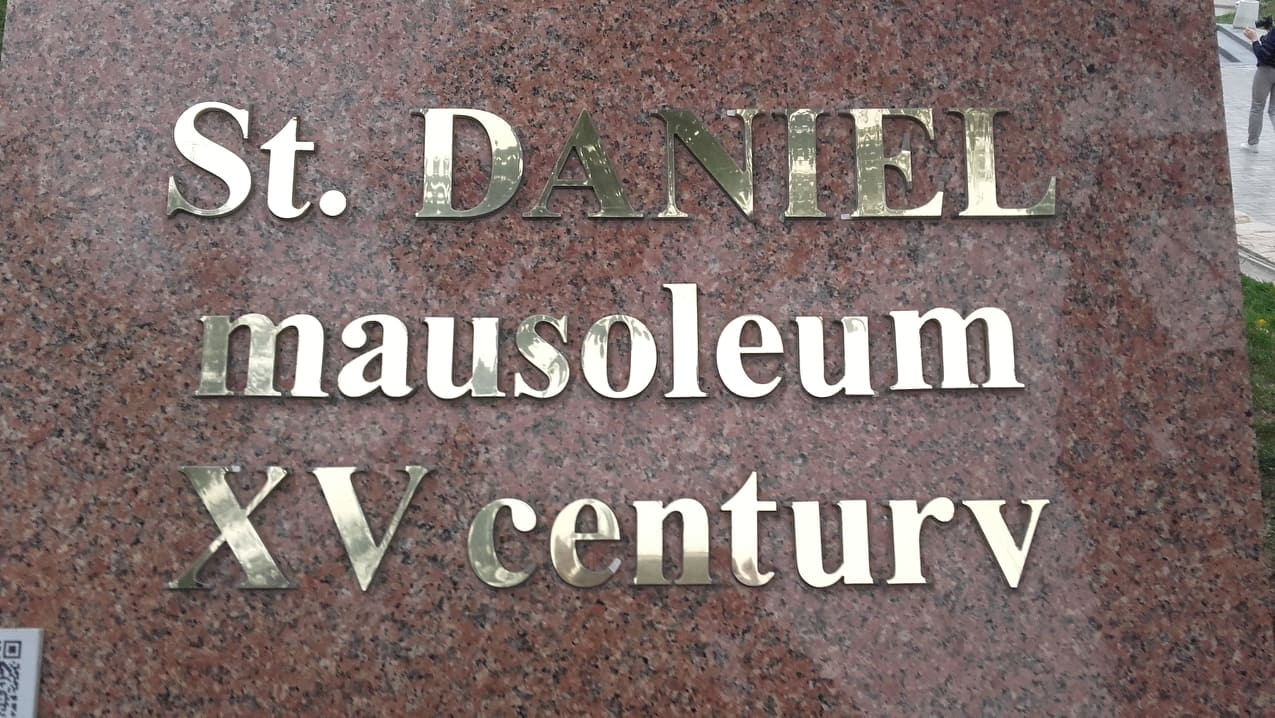 St. DANIEL
mausoleum
XV centurv